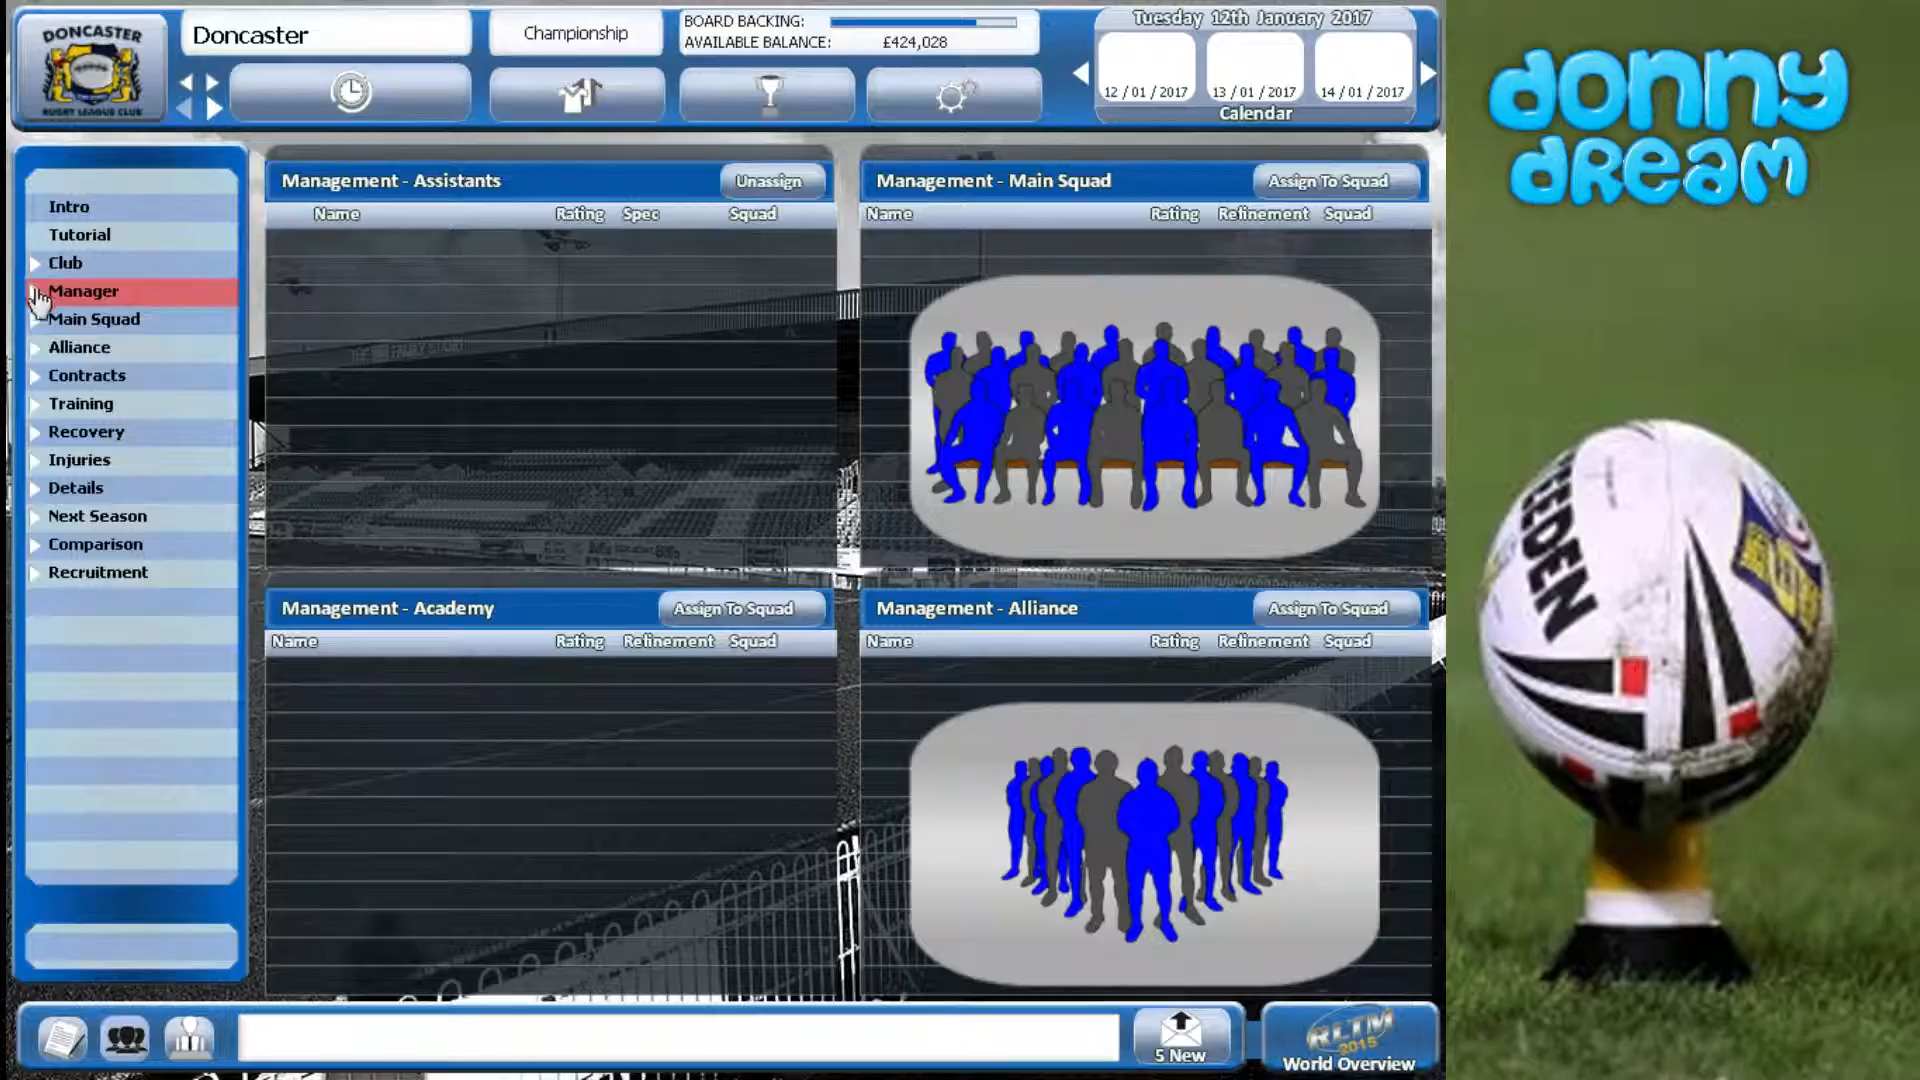 DONCASTER
RUGBY LEAGUE CLUB
Doncaster
Championship
BOARD BACKING:
AVAILABLE BALANCE: £424,028
Tuesday 12th January 2017
12 / 01 / 2017
13 / 01 / 2017
14 / 01 / 2017
Calendar
donny
dream
Intro
Tutorial
Club
Manager
Main Squad
Alliance
Contracts
Training
Recovery
Injuries
Details
Next Season
Comparison
Recruitment
Management - Assistants
Unassign
Name Rating Spec Squad
Management - Main Squad
Assign To Squad
Name Rating Refinement Squad
Management - Academy
Assign To Squad
Name Rating Refinement Squad
Management - Alliance
Assign To Squad
Name Rating Refinement Squad
5 New
RLTM
2015
World Overview